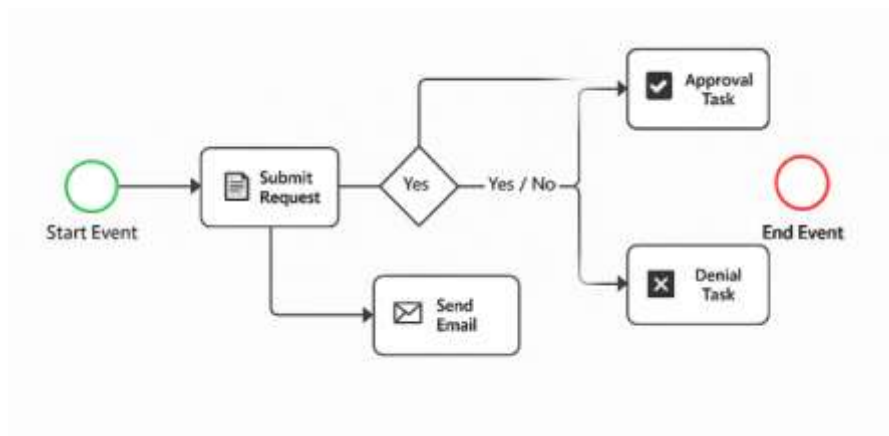 Start Event
Submit
Request
Yes
Yes / No
Send
Email
Approval
Task
Denial
Task
End Event